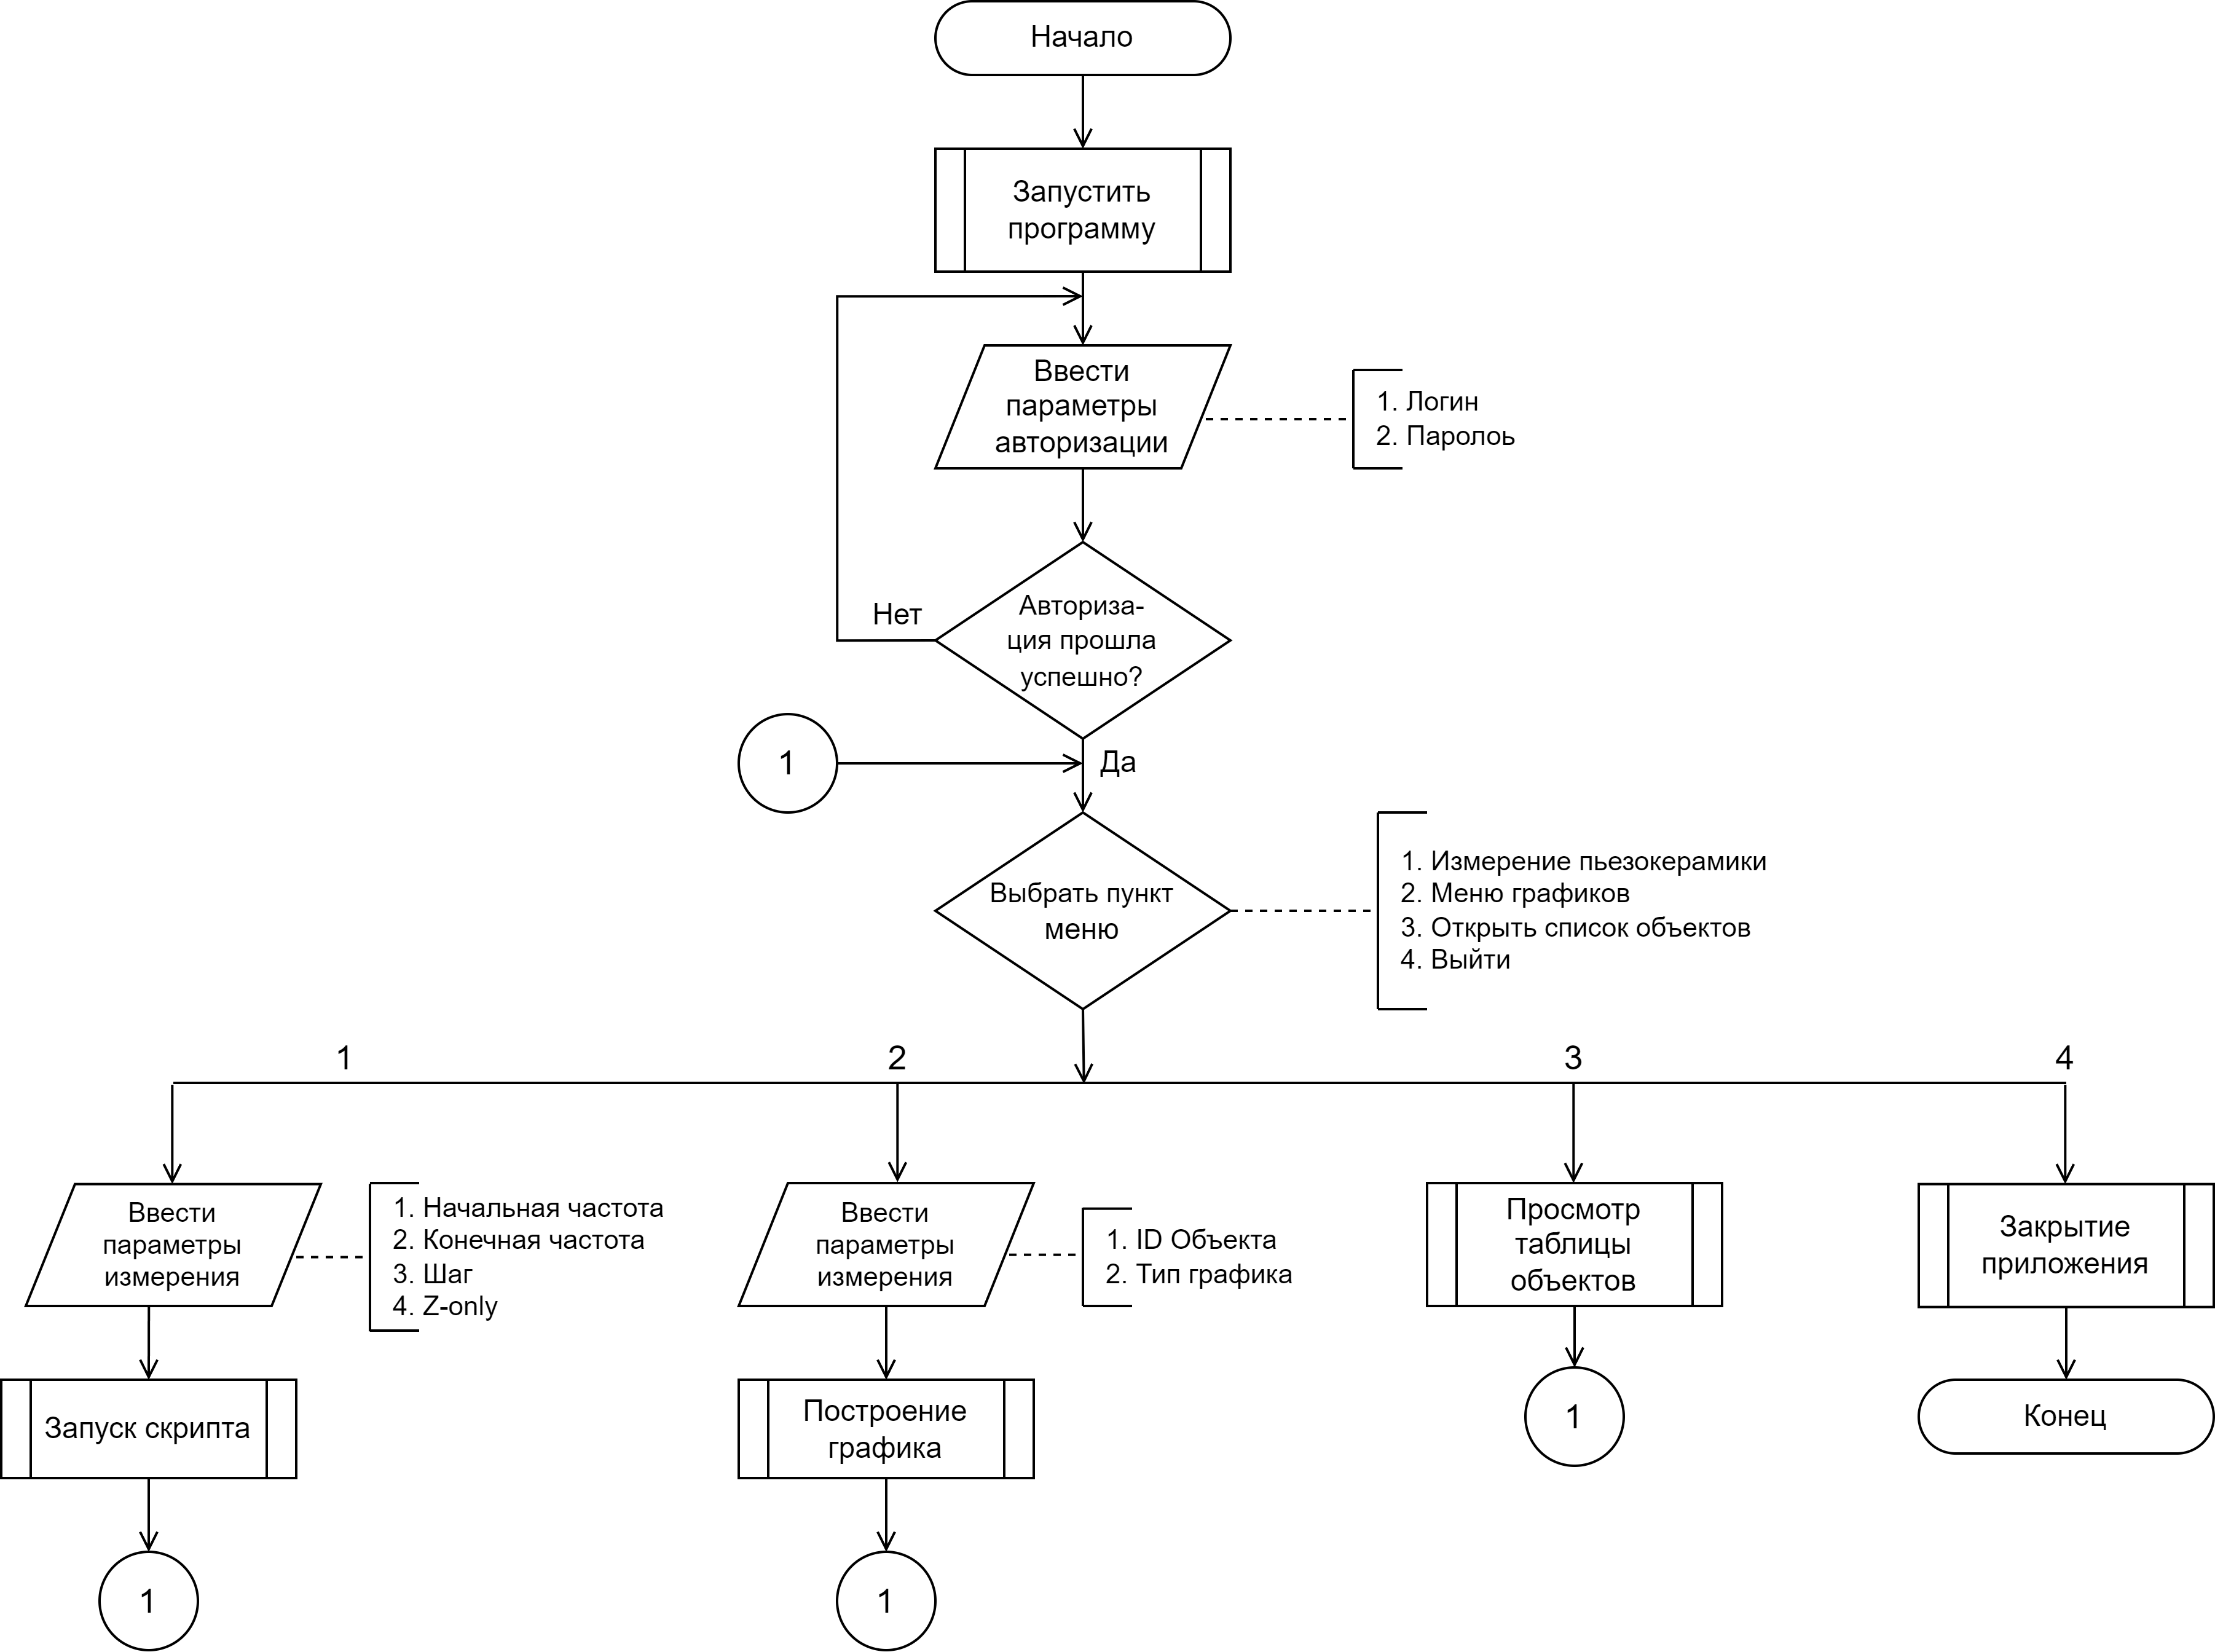 Начало
Запустить
программу
Ввести
параметры
авторизации
1. Логин
2. Паролоь
Авториза-
ция прошла
успешно?
Нет
1
Да
Выбрать пункт
меню
1. Измерение пьезокерамики
2. Меню графиков
3. Открыть список объектов
4. Выйти
1
2
3
4
Ввести
параметры
измерения
1. Начальная частота
2. Конечная частота
3. Шаг
4. Z-only
Ввести
параметры
измерения
1. ID Объекта
2. Тип графика
Просмотр
таблицы
объектов
Закрытие
приложения
Запуск скрипта
Построение
графика
1
Конец
1
1